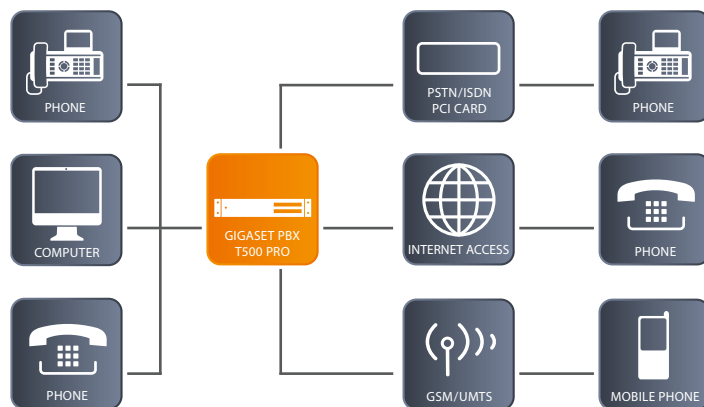 PHONE
PSTN/ISDN
PCI CARD
PHONE
COMPUTER
GIGASET PBX
T500 PRO
INTERNET ACCESS
PHONE
PHONE
GSM/UMTS
MOBILE PHONE